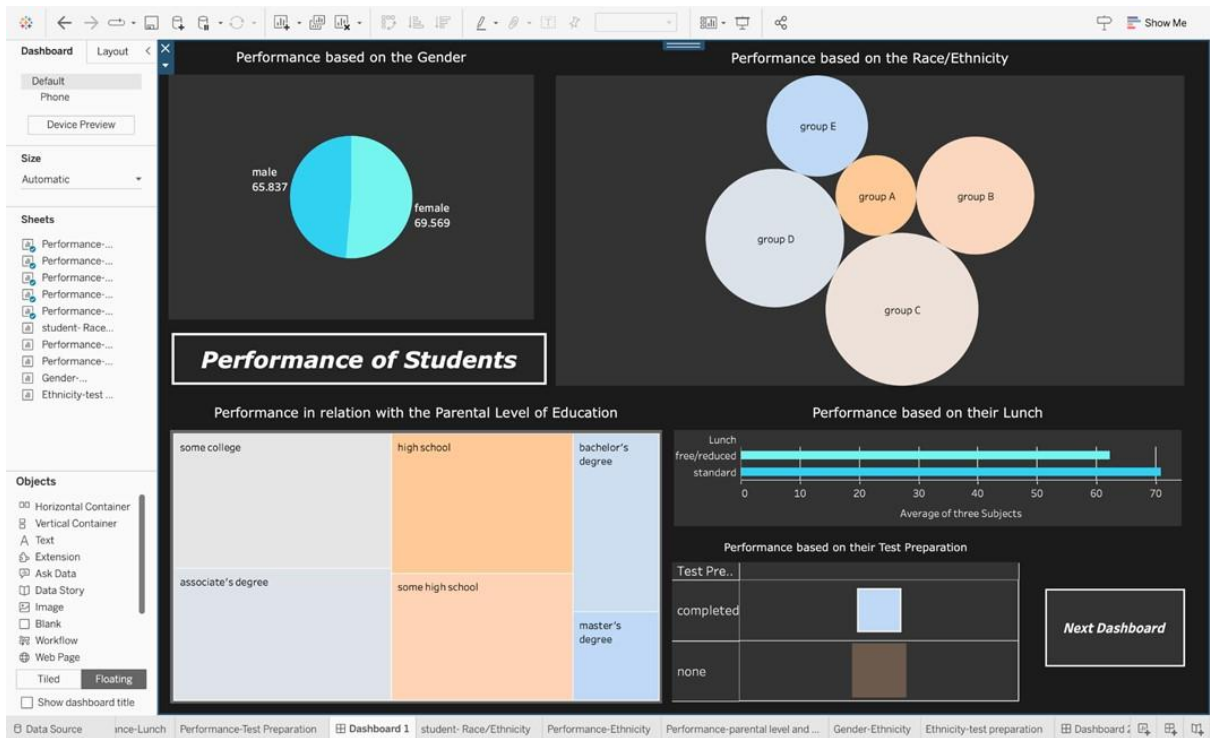 Show Me
Dashboard
Layout
Default
Phone
Device Preview
Size
Automatic
Sheets
Performance-...
Performance-...
Performance-...
Performance-...
Performance-...
student- Race...
Performance-...
Performance-...
Gender-...
Ethnicity-test ...
Objects
Horizontal Container
Vertical Container
A Text
Extension
Ask Data
Data Story
Image
Blank
Workflow
Web Page
Tiled
Floating
Show dashboard title
Performance based on the Gender
male
65.837
female
69.569
Performance based on the Race/Ethnicity
group E
group A
group B
group D
group C
Performance of Students
Performance in relation with the Parental Level of Education
some college
high school
bachelor's
degree
associate's degree
some high school
master's
degree
Performance based on their Lunch
Lunch
free/reduced
standard
0 10 20 30 40 50 60 70
Average of three Subjects
Performance based on their Test Preparation
Test Pre..
completed
none
Next Dashboard
Data Source
ance-Lunch
Performance-Test Preparation
Dashboard 1
student- Race/Ethnicity
Performance-Ethnicity
Performance-parental level and ...
Gender-Ethnicity
Ethnicity-test preparation
Dashboard 2